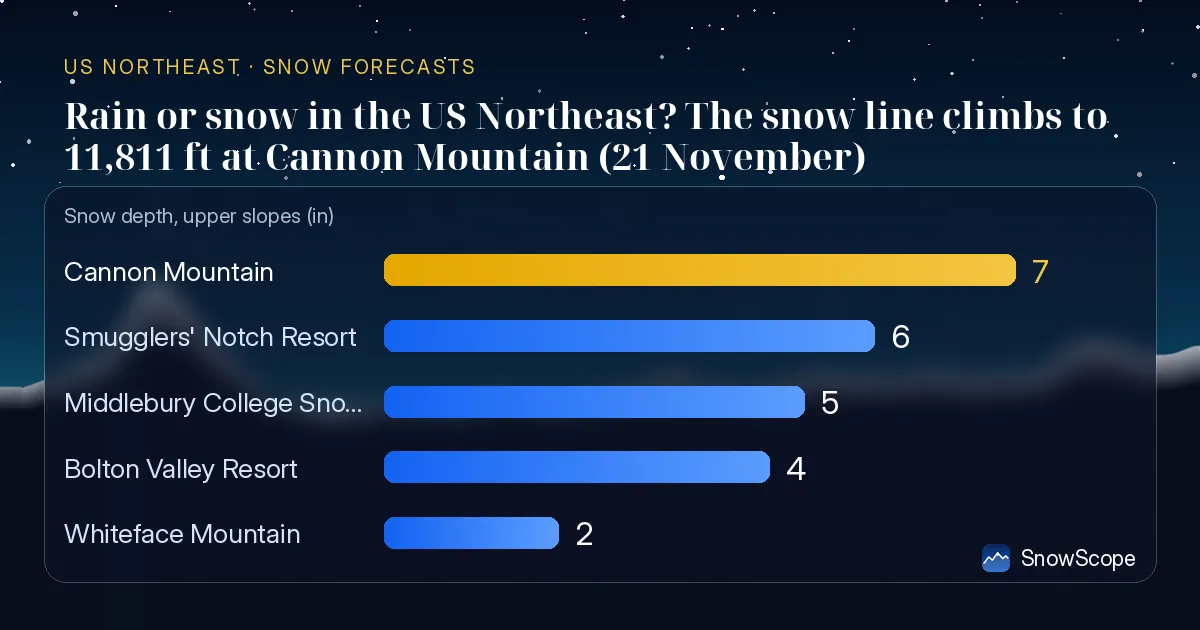 US NORTHEAST · SNOW FORECASTS
Rain or snow in the US Northeast? The snow line climbs to
11,811 ft at Cannon Mountain (21 November)
Snow depth, upper slopes (in)
Cannon Mountain 7
Smugglers' Notch Resort 6
Middlebury College Sno... 5
Bolton Valley Resort 4
Whiteface Mountain 2
SnowScope